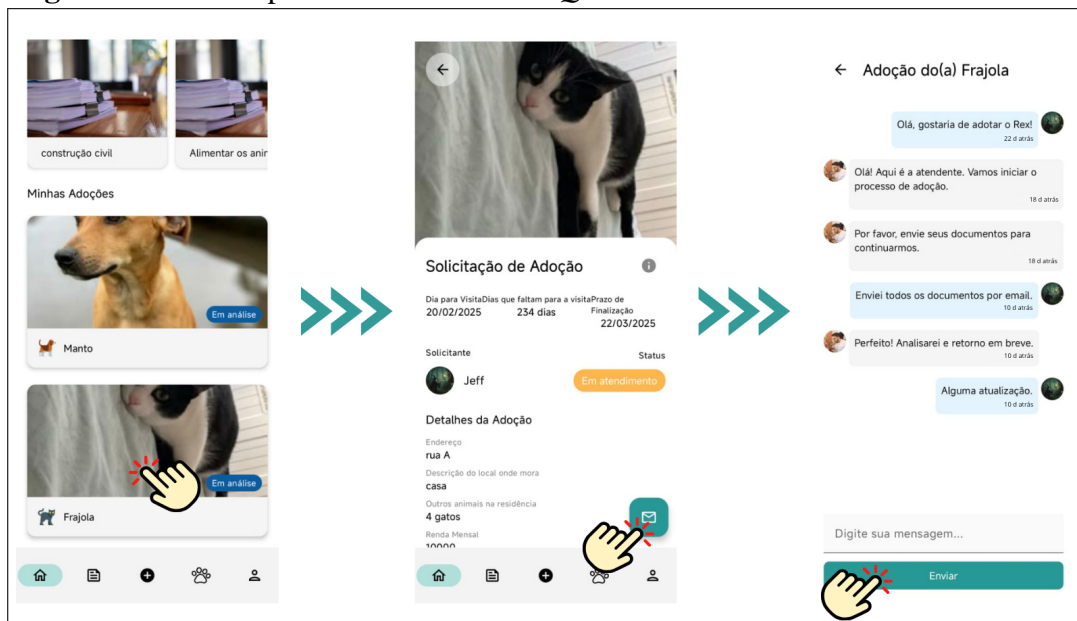 construção civil
Alimentar os anir
Minhas Adoções
Em análise
Manto
Em análise
Frajola
Solicitação de Adoção
Dia para VisitaDias que faltam para a visitaPrazo de
Finalização
20/02/2025 234 dias
22/03/2025
Solicitante Status
Jeff Em atendimento
Detalhes da Adoção
Endereço
rua A
Descrição do local onde mora
casa
Outros animais na residência
4 gatos
Renda Mensal
10000
Adoção do(a) Frajola
Olá, gostaria de adotar o Rex!
22 d atrás
Olá! Aqui é a atendente. Vamos iniciar o
processo de adoção.
18 d atrás
Por favor, envie seus documentos para
continuarmos.
18 d atrás
Enviei todos os documentos por email.
10 d atrás
Perfeito! Analisarei e retorno em breve.
10 d atrás
Alguma atualização.
10 d atrás
Digite sua mensagem...
Enviar